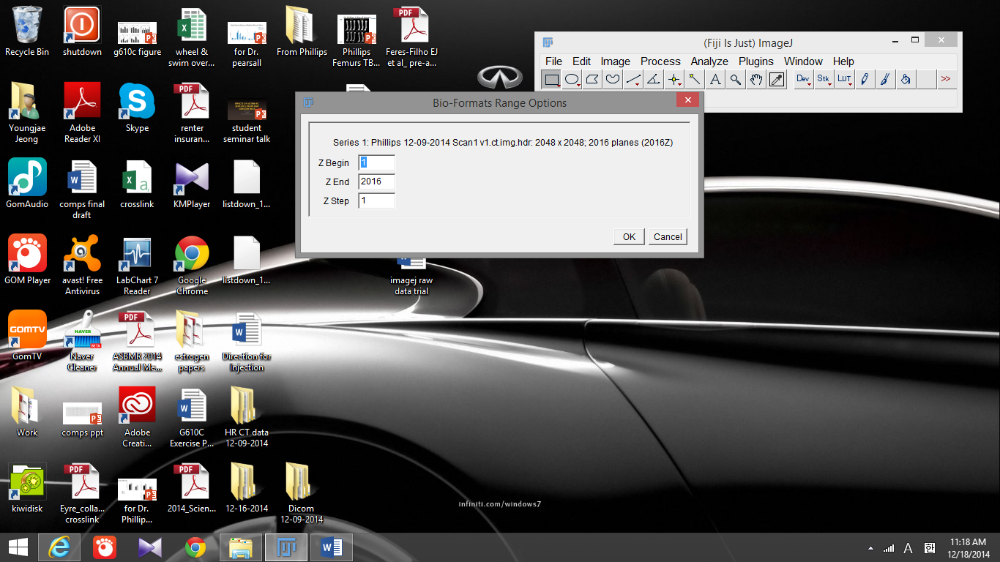 (Fiji Is Just) ImageJ
File Edit Image Process Analyze Plugins Window Help
Dev Stk LUT >>
Bio-Formats Range Options
Series 1: Phillips 12-09-2014 Scan1 v1.ct.img.hdr: 2048 x 2048; 2016 planes (2016Z)
Z Begin 1
Z End 2016
Z Step 1
OK Cancel
Recycle Bin
shutdown
g610c figure
wheel &
swim over...
for Dr.
pearsall
From Phillips
Phillips
Femurs TB...
Feres-Filho EJ
et al_ pre-a...
Youngjae
Jeong
Adobe
Reader XI
Skype
renter
insuran...
student
seminar talk
GomAudio
comps final
draft
crosslink
KMPlayer
listdown_1...
GOM Player
avast! Free
Antivirus
LabChart 7
Reader
Google
Chrome
listdown_1...
imagej raw
data trial
GOMTV
GomTV
NAVER
BETA
Naver
Cleaner
PDF
ASBMR 2014
Annual Me...
estrogen
papers
Direction for
Injection
Work
comps ppt
Adobe
Creati...
G610C
Exercise P...
HR CT data
12-09-2014
kiwidisk
PDF
Eyre_colla...
crosslink
for Dr.
Phillip...
PDF
2014_Scien...
12-16-2014
Dicom
12-09-2014
infiniti.com/windows7
A 한
11:18 AM
12/18/2014